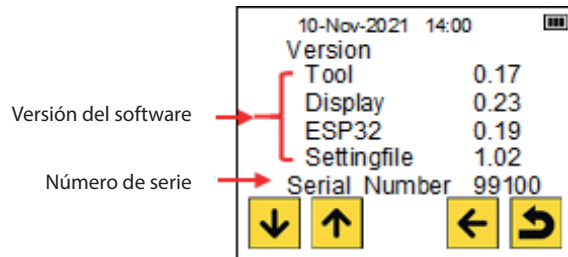 10-Nov-2021 14:00
Version
Tool 0.17
Versión del software
Display 0.23
ESP32 0.19
Settingfile 1.02
Número de serie
Serial Number 99100